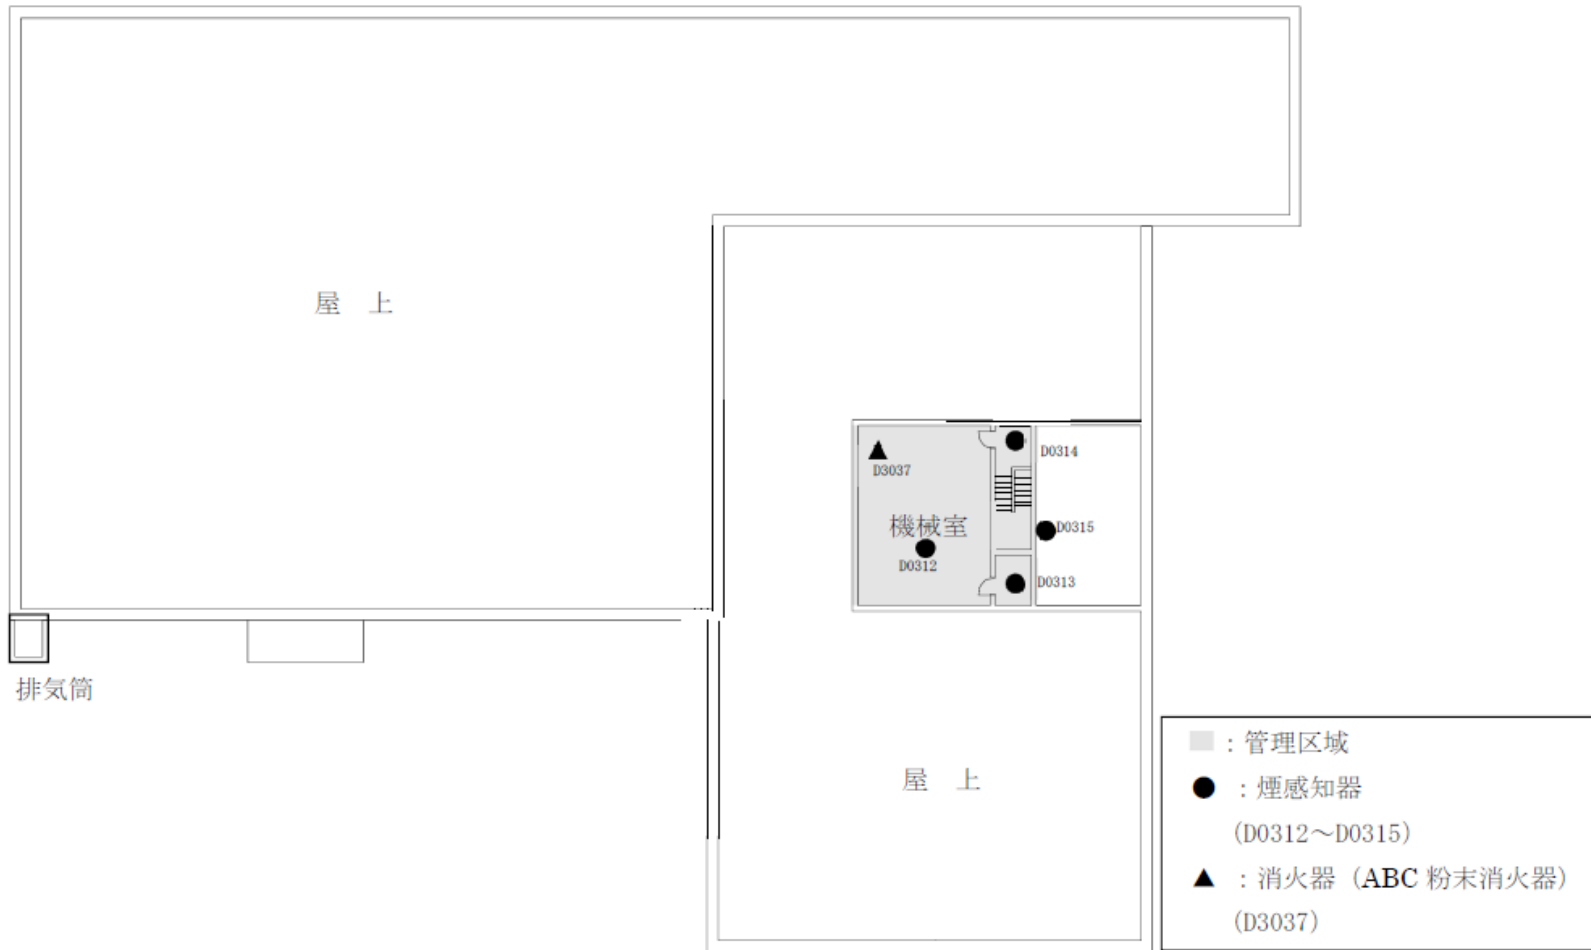 屋 上
D0314
D3037
機械室
D0315
D0312
D0313
排気筒
屋 上
：管理区域
● ：煙感知器
(D0312～D0315)
▲ ：消火器（ABC 粉末消火器）
(D3037)